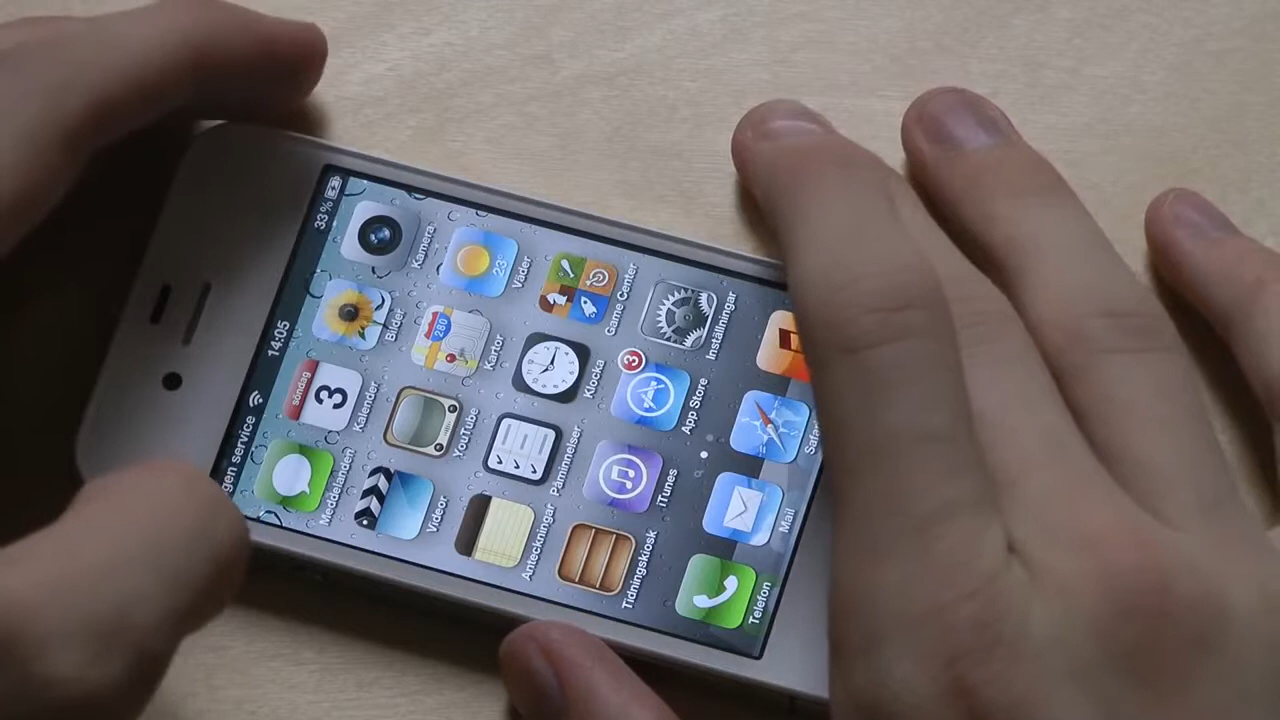 gen service 14:05 33 %
söndag
3
23°
280
Meddelanden Kalender Bilder Kamera
Videor YouTube Kartor Väder
Anteckningar Påminnelser Klocka Game Center
3
Tidningskiosk iTunes App Store Inställningar
Telefon Mail Safari